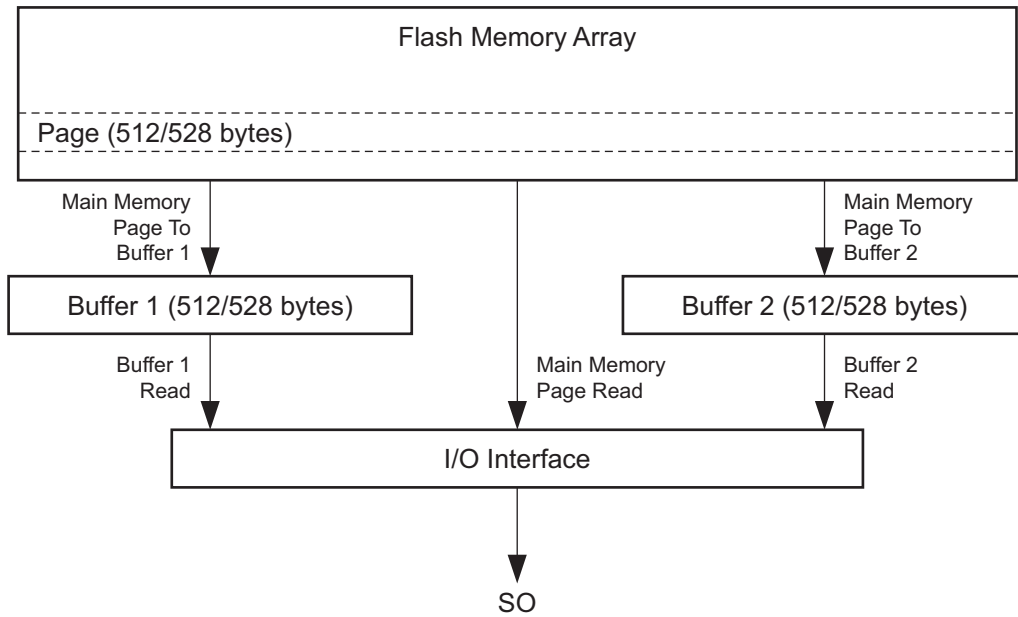 Flash Memory Array
Page (512/528 bytes)
Main Memory
Page To
Buffer 1
Main Memory
Page To
Buffer 2
Buffer 1 (512/528 bytes)
Buffer 2 (512/528 bytes)
Buffer 1
Read
Main Memory
Page Read
Buffer 2
Read
I/O Interface
SO